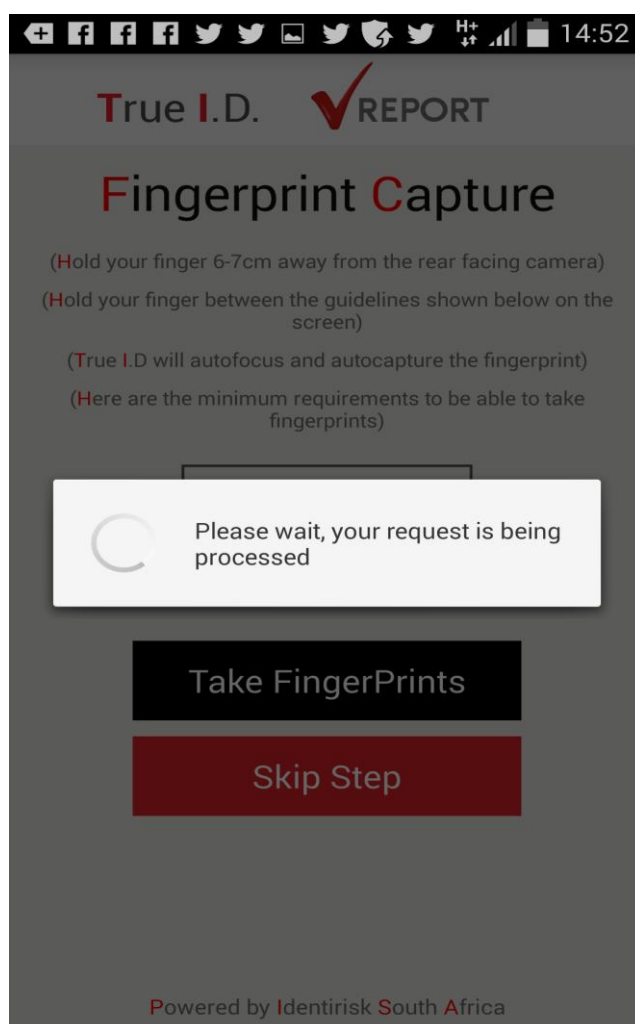 H+ 14:52
True I.D. REPORT
Fingerprint Capture
(Hold your finger 6-7cm away from the rear facing camera)
(Hold your finger between the guidelines shown below on the
screen)
(True I.D will autofocus and autocapture the fingerprint)
(Here are the minimum requirements to be able to take
fingerprints)
Please wait, your request is being
processed
Take FingerPrints
Skip Step
Powered by Identirisk South Africa